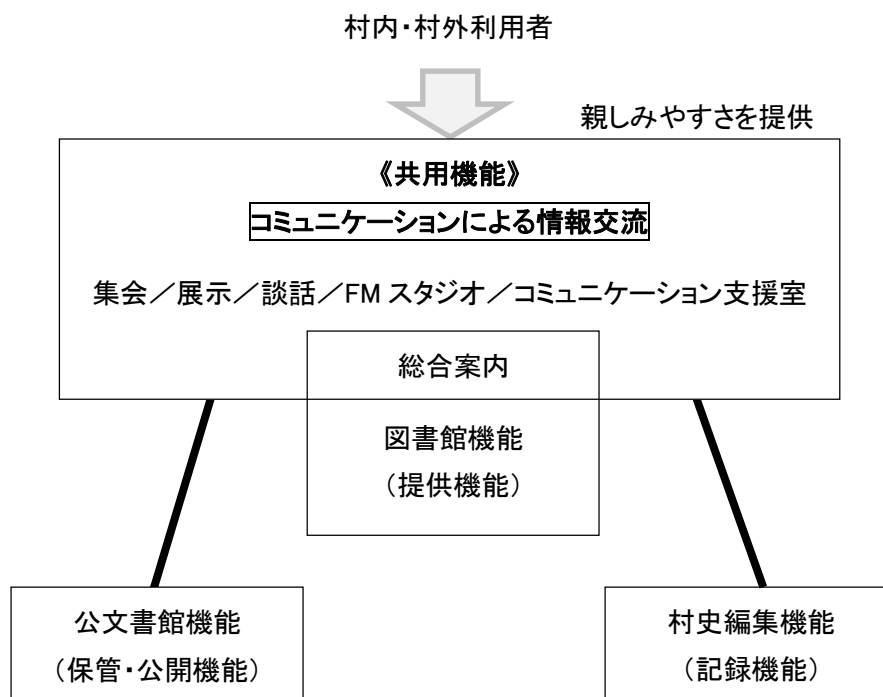 村内・村外利用者
親しみやすさを提供
《共用機能》
コミュニケーションによる情報交流
集会／展示／談話／FM スタジオ／コミュニケーション支援室
総合案内
図書館機能
（提供機能）
公文書館機能
（保管・公開機能）
村史編集機能
（記録機能）